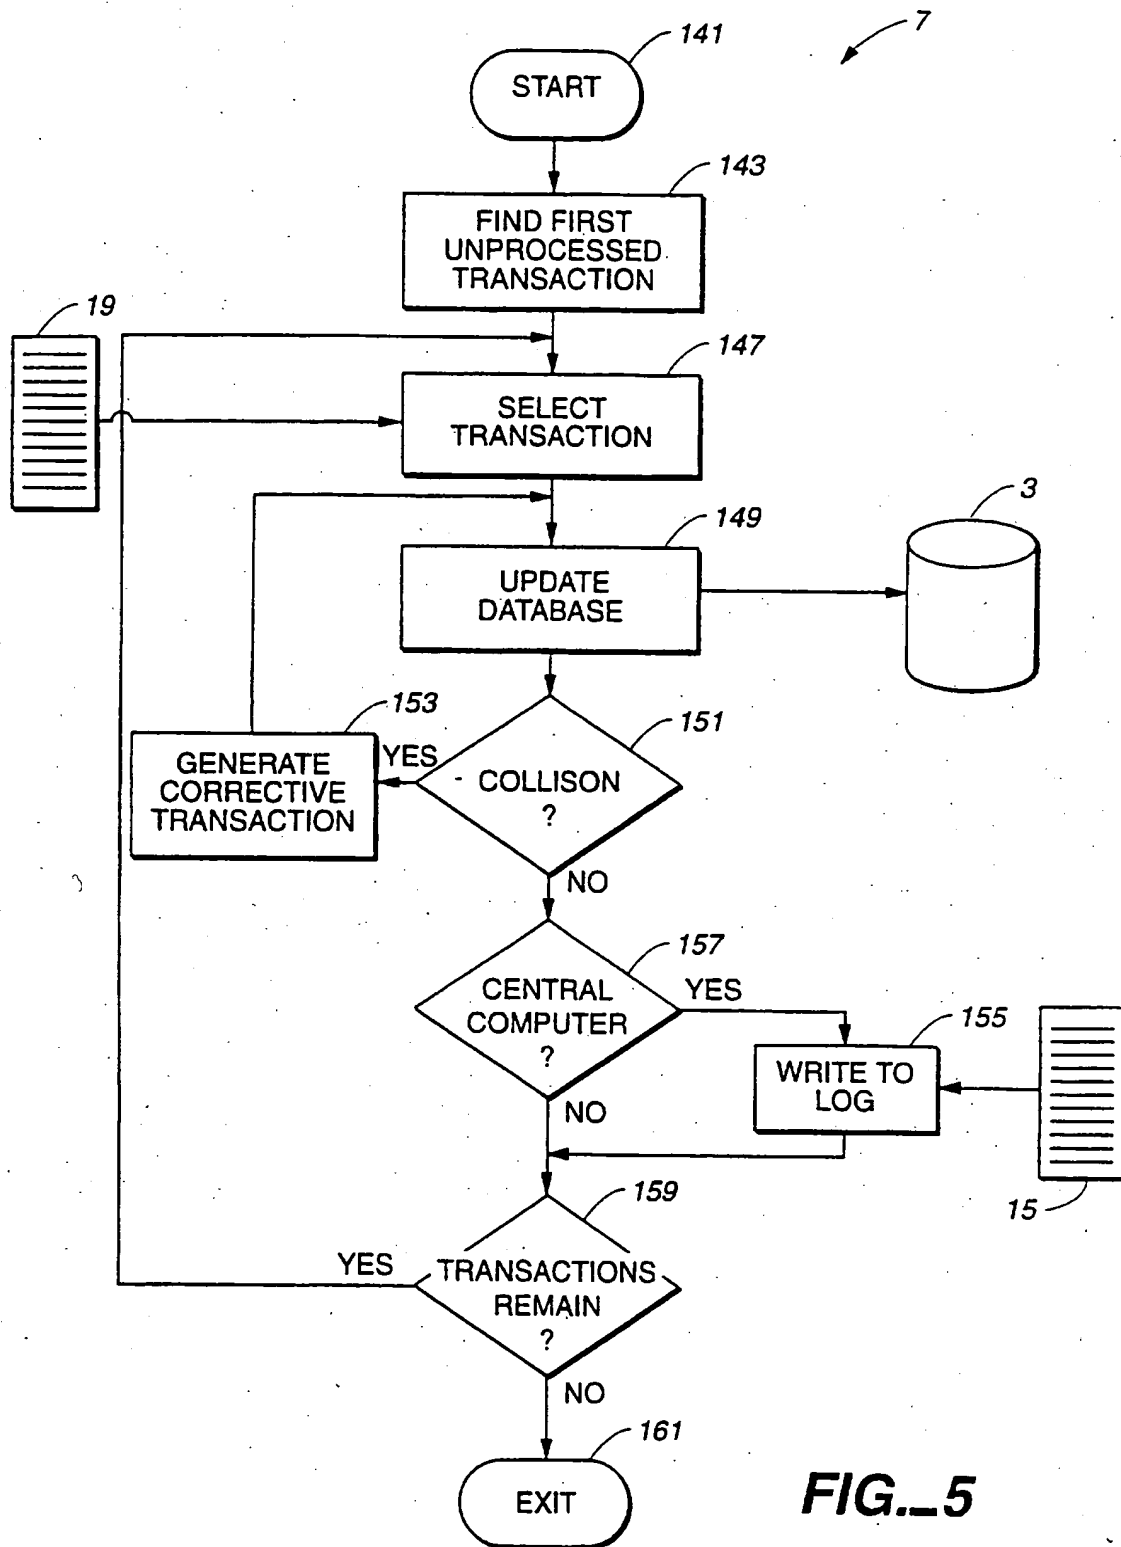 7
141
START
143
FIND FIRST
UNPROCESSED
TRANSACTION
19
147
SELECT
TRANSACTION
3
149
UPDATE
DATABASE
153
151
GENERATE
CORRECTIVE
TRANSACTION
YES
COLLISON
?
NO
157
CENTRAL
COMPUTER
?
YES
155
WRITE TO
LOG
NO
15
159
YES
TRANSACTIONS
REMAIN
?
NO
161
EXIT
FIG._5